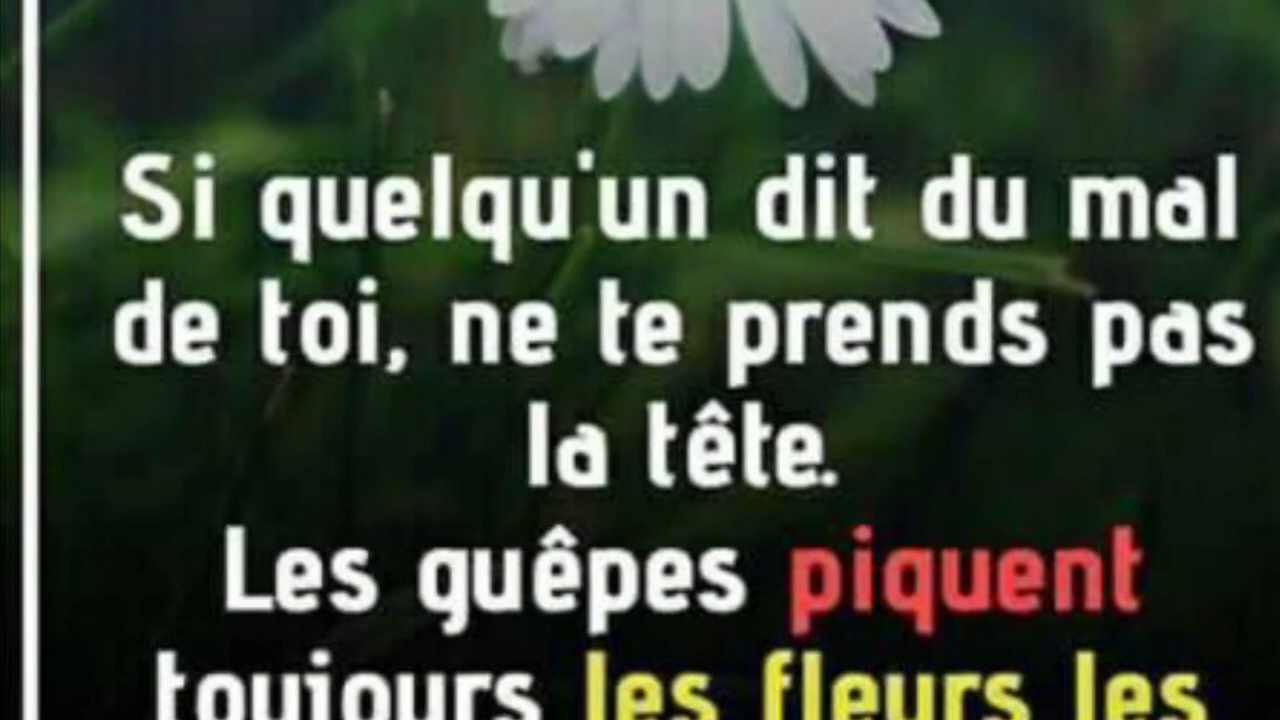 Si quelqu'un dit du mal
de toi, ne te prends pas
la tête.
Les guêpes piquent
toujours les fleurs les